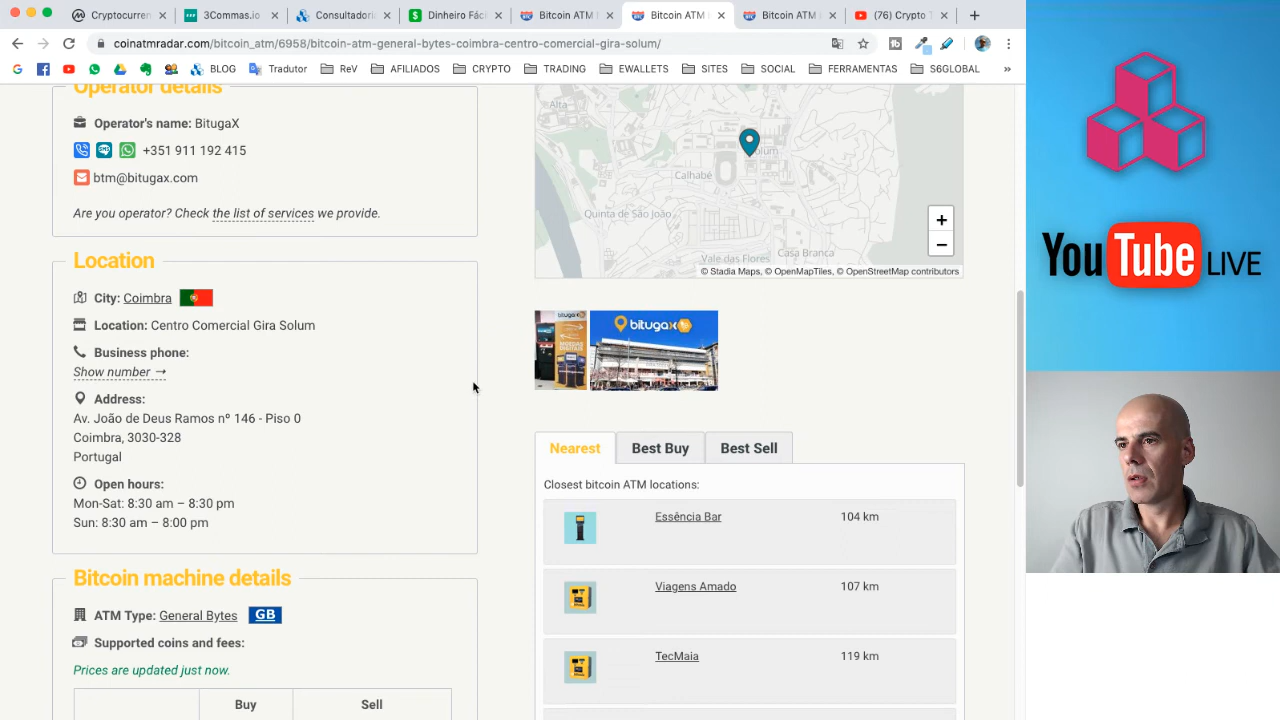 Cryptocurren
3Commas.io
Consultadoria
Dinheiro Fác
Bitcoin ATM
Bitcoin ATM
Bitcoin ATM
(76) Crypto T
coinatmradar.com/bitcoin_atm/6958/bitcoin-atm-general-bytes-coimbra-centro-comercial-gira-solum/
BLOG
Tradutor
ReV
AFILIADOS
CRYPTO
TRADING
EWALLETS
SITES
SOCIAL
FERRAMENTAS
S6GLOBAL
»
Operator details
Operator's name: BitugaX
+351 911 192 415
btm@bitugax.com
Are you operator? Check the list of services we provide.
Location
City: Coimbra
Location: Centro Comercial Gira Solum
Business phone:
Show number →
Address:
Av. João de Deus Ramos nº 146 - Piso 0
Coimbra, 3030-328
Portugal
Open hours:
Mon-Sat: 8:30 am – 8:30 pm
Sun: 8:30 am – 8:00 pm
Bitcoin machine details
ATM Type: General Bytes GB
Supported coins and fees:
Prices are updated just now.
Buy Sell
Alta
Solum
Calhabé
Quinta de São João
Casa Branca
Vale das Flores
+
−
© Stadia Maps, © OpenMapTiles, © OpenStreetMap contributors
bitugax
Nearest Best Buy Best Sell
Closest bitcoin ATM locations:
Essência Bar 104 km
Viagens Amado 107 km
TecMaia 119 km
YouTube LIVE